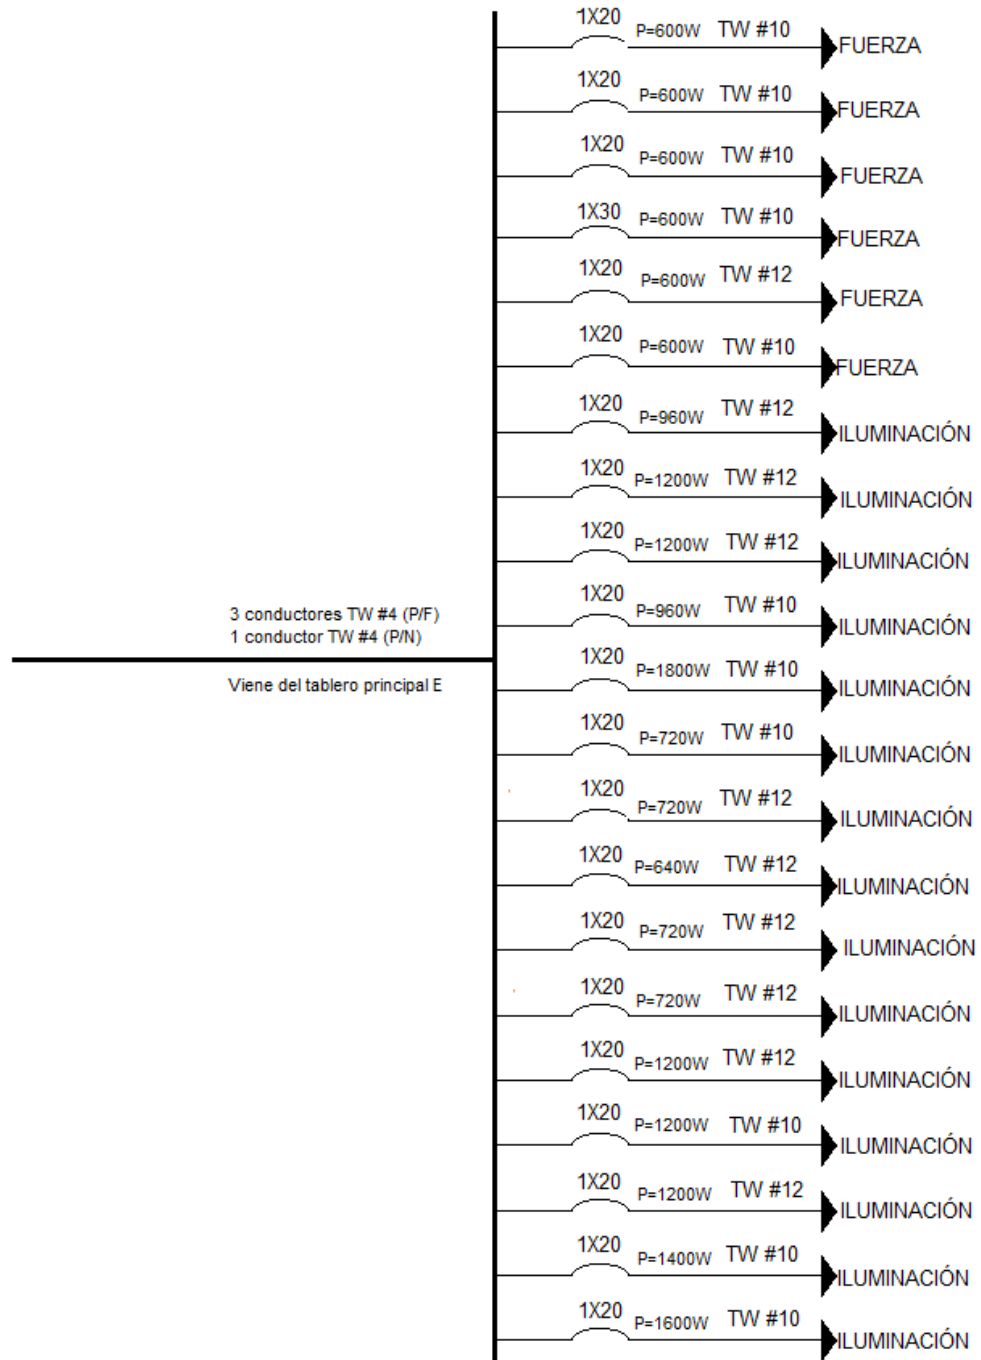 1X20 P=600W TW #10 FUERZA
1X20 P=600W TW #10 FUERZA
1X20 P=600W TW #10 FUERZA
1X30 P=600W TW #10 FUERZA
1X20 P=600W TW #12 FUERZA
1X20 P=600W TW #10 FUERZA
1X20 P=960W TW #12 ILUMINACIÓN
1X20 P=1200W TW #12 ILUMINACIÓN
1X20 P=1200W TW #12 ILUMINACIÓN
1X20 P=960W TW #10 ILUMINACIÓN
3 conductores TW #4 (P/F)
1 conductor TW #4 (P/N)
Viene del tablero principal E
1X20 P=1800W TW #10 ILUMINACIÓN
1X20 P=720W TW #10 ILUMINACIÓN
1X20 P=720W TW #12 ILUMINACIÓN
1X20 P=640W TW #12 ILUMINACIÓN
1X20 P=720W TW #12 ILUMINACIÓN
1X20 P=720W TW #12 ILUMINACIÓN
1X20 P=1200W TW #12 ILUMINACIÓN
1X20 P=1200W TW #10 ILUMINACIÓN
1X20 P=1200W TW #12 ILUMINACIÓN
1X20 P=1400W TW #10 ILUMINACIÓN
1X20 P=1600W TW #10 ILUMINACIÓN